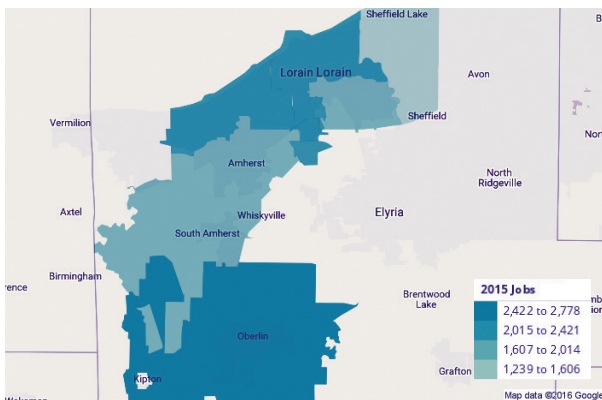 Sheffield Lake
B
Lorain Lorain
Avon
Vermilion
Sheffield
Nor
Amherst
North
Ridgeville
Axtel
Whiskyville
Elyria
South Amherst
Birmingham
rence
Brentwood
Lake
2015 Jobs
2,422 to 2,778
2,015 to 2,421
1,607 to 2,014
1,239 to 1,606
Oberlin
Kipton
Grafton
Map data ©2016 Google